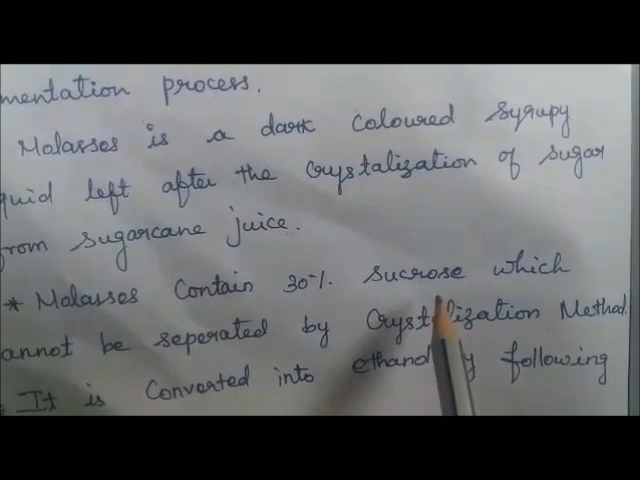 mentation process.
Molasses is a dark coloured syrupy
quid left after the crystalization of sugar
from sugarcane juice.
* Molasses contain 30% sucrose which
annot be seperated by crystalization Method.
It is converted into ethanol following